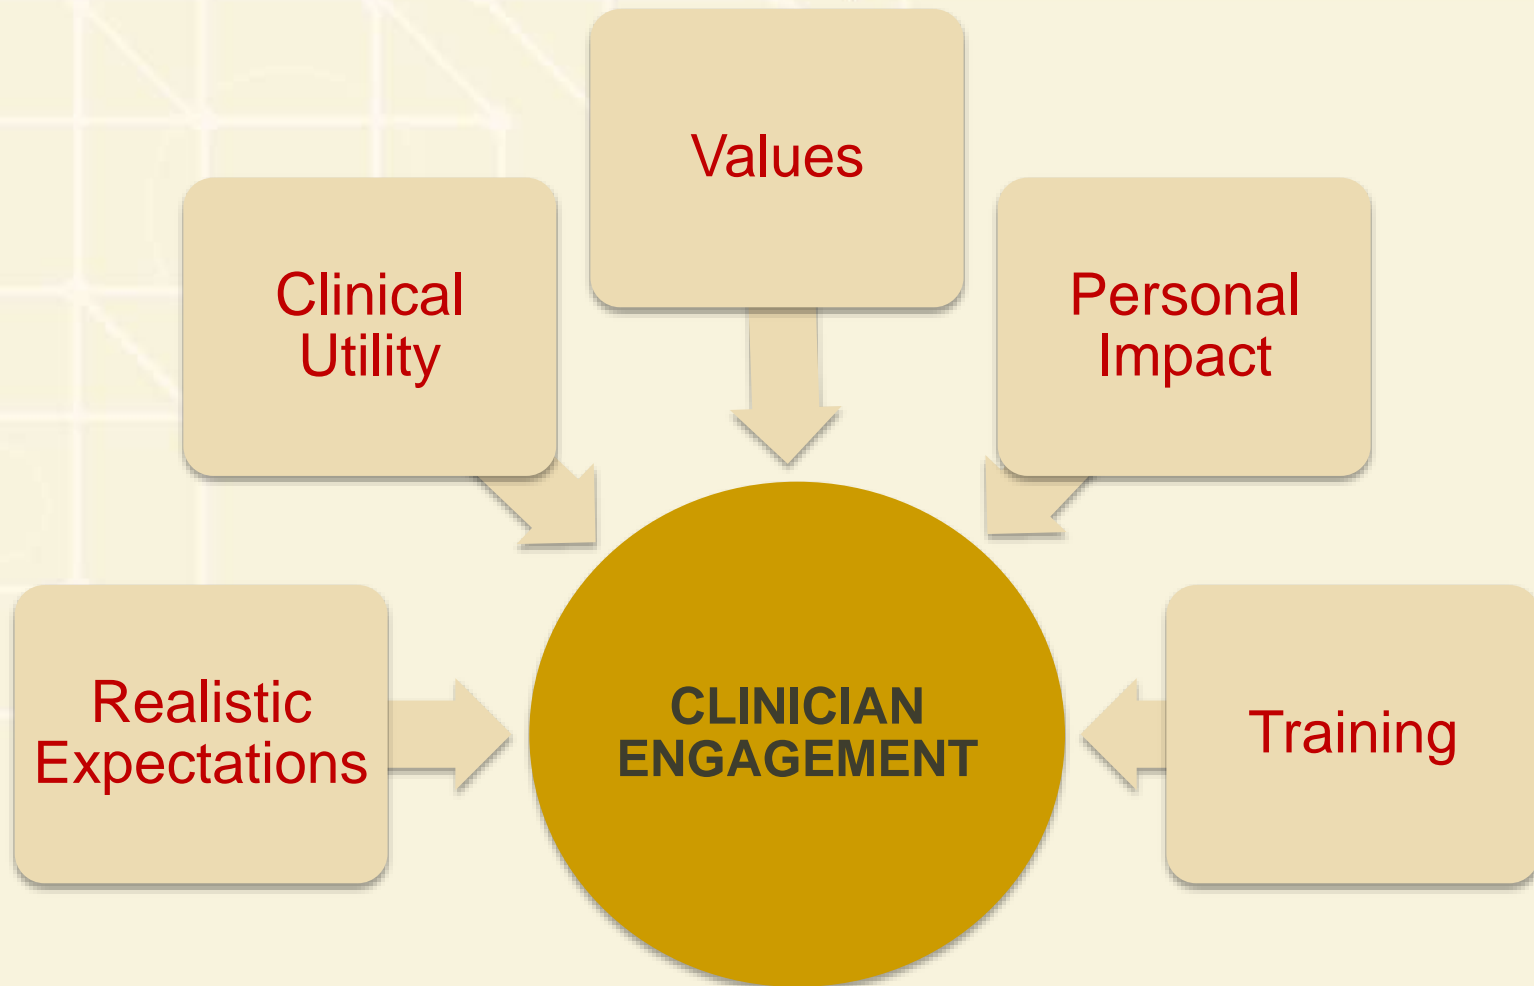 Values
Clinical
Utility
Personal
Impact
Realistic
Expectations
CLINICIAN
ENGAGEMENT
Training